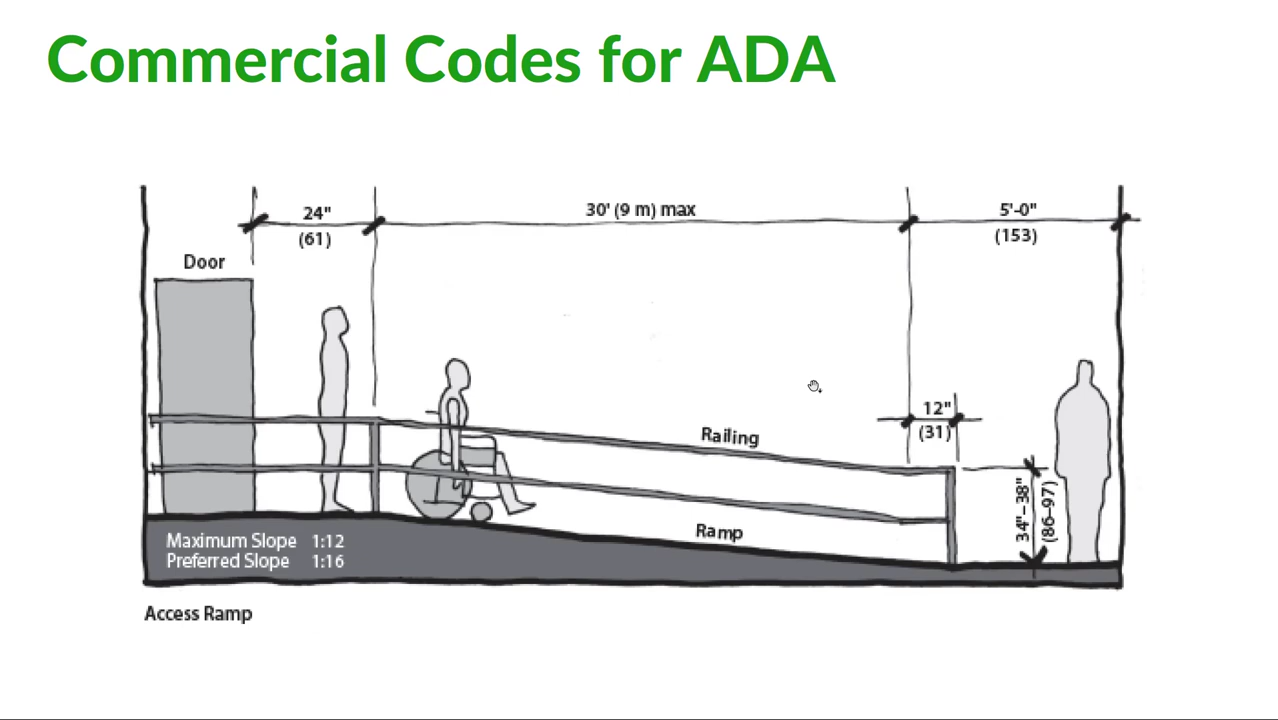 Commercial Codes for ADA
24"
(61)
30' (9 m) max
5'-0"
(153)
Door
12"
(31)
Railing
34"–38"
(86–97)
Ramp
Maximum Slope 1:12
Preferred Slope 1:16
Access Ramp